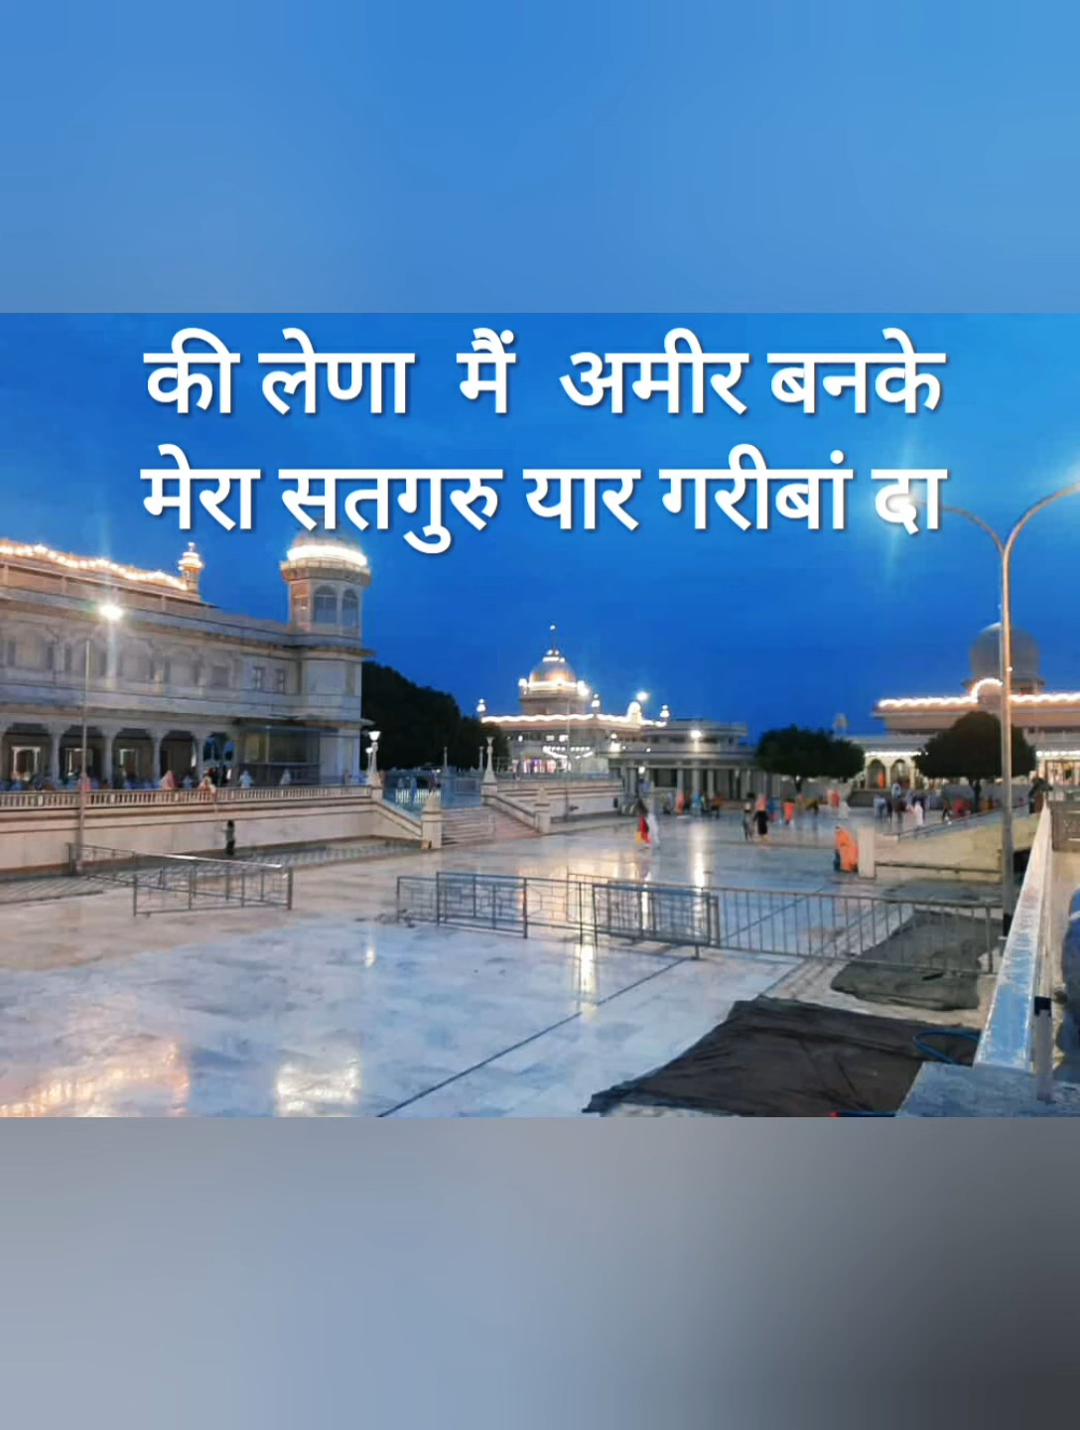 की लेणा मैं अमीर बनके
मेरा सतगुरु यार गरीबां दा